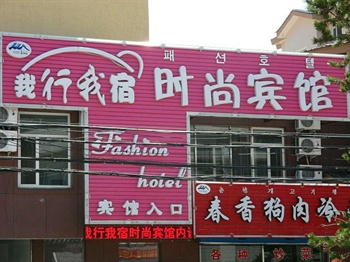 패션호텔
我行我宿 时尚宾馆
Fashion
hotel
宾馆入口
春香狗肉冷
我行我宿时尚宾馆内